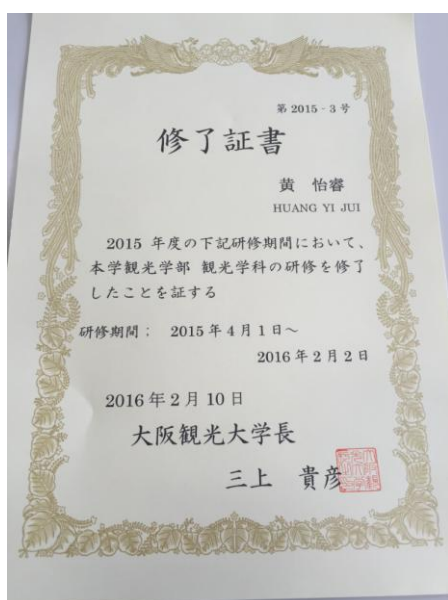 第 2015 - 3 号
修了証書
黄 怡睿
HUANG YI JUI
2015 年度の下記研修期間において、
本学観光学部 観光学科の研修を修了
したことを証する
研修期間： 2015 年 4 月 1 日～
2016 年 2 月 2 日
2016 年 2 月 10 日
大阪観光大学長
三上 貴彦